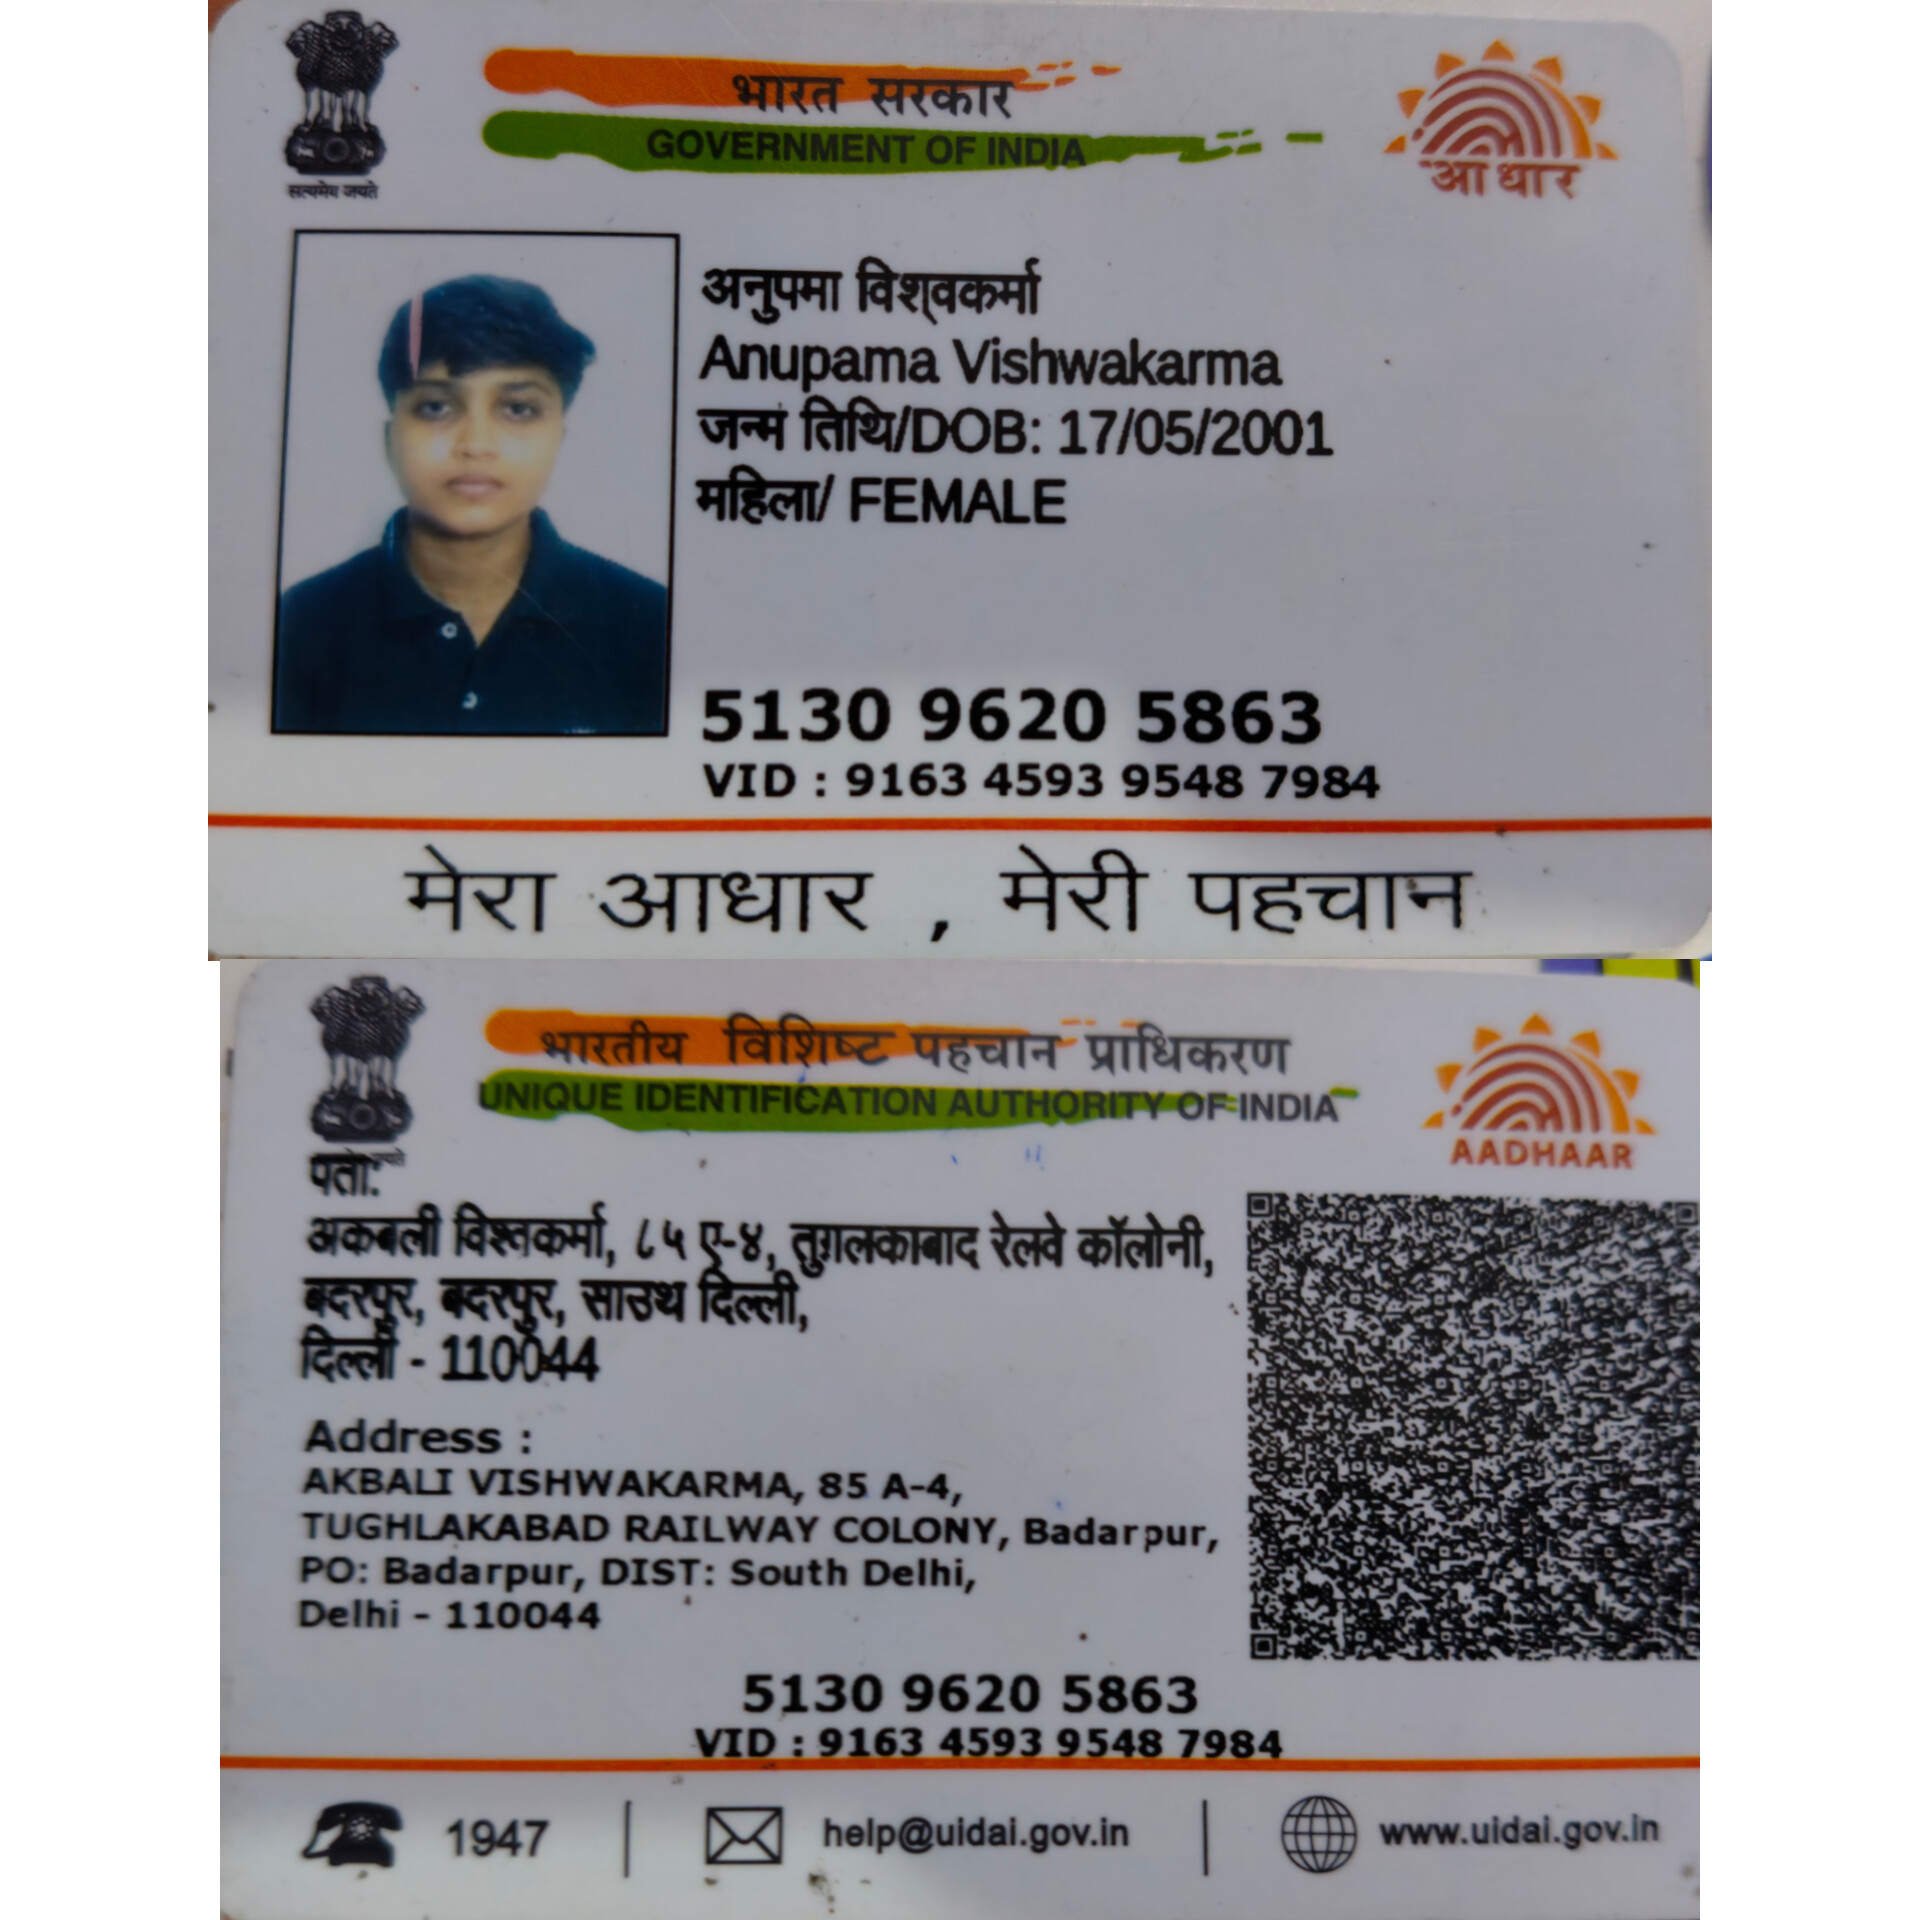 भारत सरकार
GOVERNMENT OF INDIA
सत्यमेव जयते
आधार
अनुपमा विश्वकर्मा
Anupama Vishwakarma
जन्म तिथि/DOB: 17/05/2001
महिला/ FEMALE
5130 9620 5863
VID : 9163 4593 9548 7984
मेरा आधार , मेरी पहचान
भारतीय विशिष्ट पहचान प्राधिकरण
UNIQUE IDENTIFICATION AUTHORITY OF INDIA
AADHAAR
पता:
अकबली विश्वकर्मा, ८५ ए-४, तुग़लकाबाद रेलवे कॉलोनी,
बदरपुर, बदरपुर, साउथ दिल्ली,
दिल्ली - 110044
Address :
AKBALI VISHWAKARMA, 85 A-4,
TUGHLAKABAD RAILWAY COLONY, Badarpur,
PO: Badarpur, DIST: South Delhi,
Delhi - 110044
5130 9620 5863
VID : 9163 4593 9548 7984
1947
help@uidai.gov.in
www.uidai.gov.in